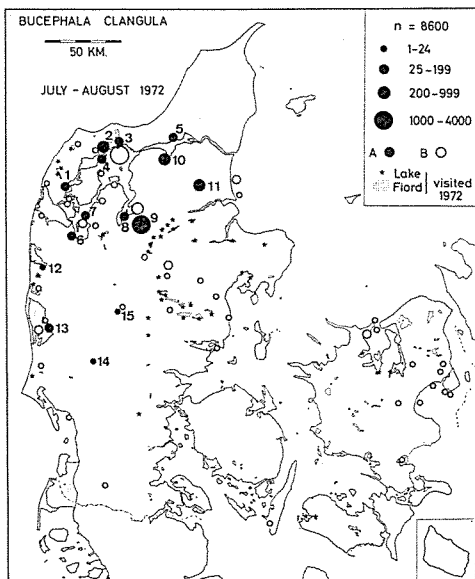 BUCEPHALA CLANGULA
50 KM.
JULY - AUGUST 1972
n = 8600
1-24
25-199
200-999
1000-4000
A B
Lake
Fiord
visited
1972
1
2
3
4
5
6
7
8
9
10
11
12
13
14
15